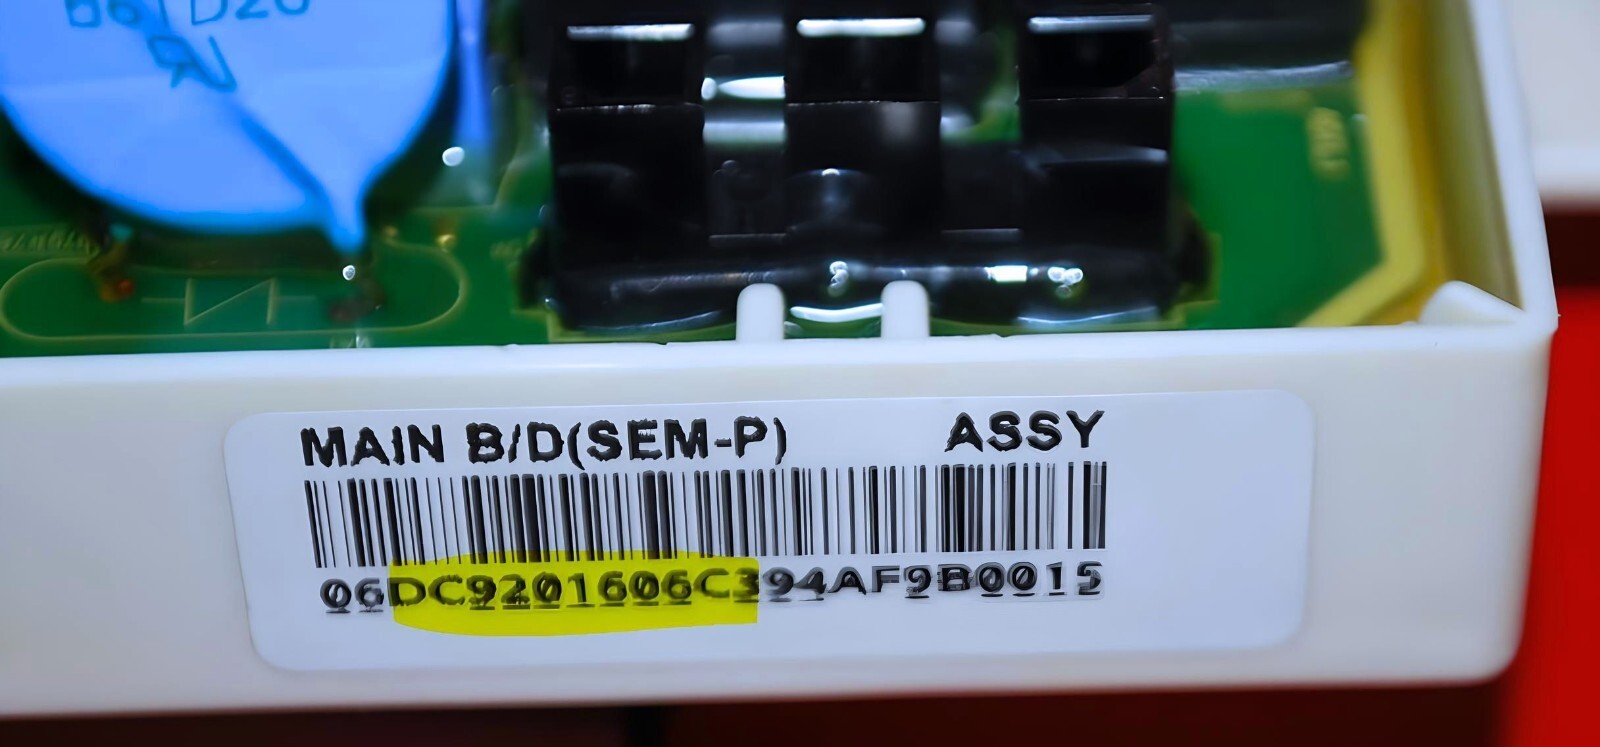 MAIN B/D(SEM-P) ASSY
06DC9201606C394AF9B0015